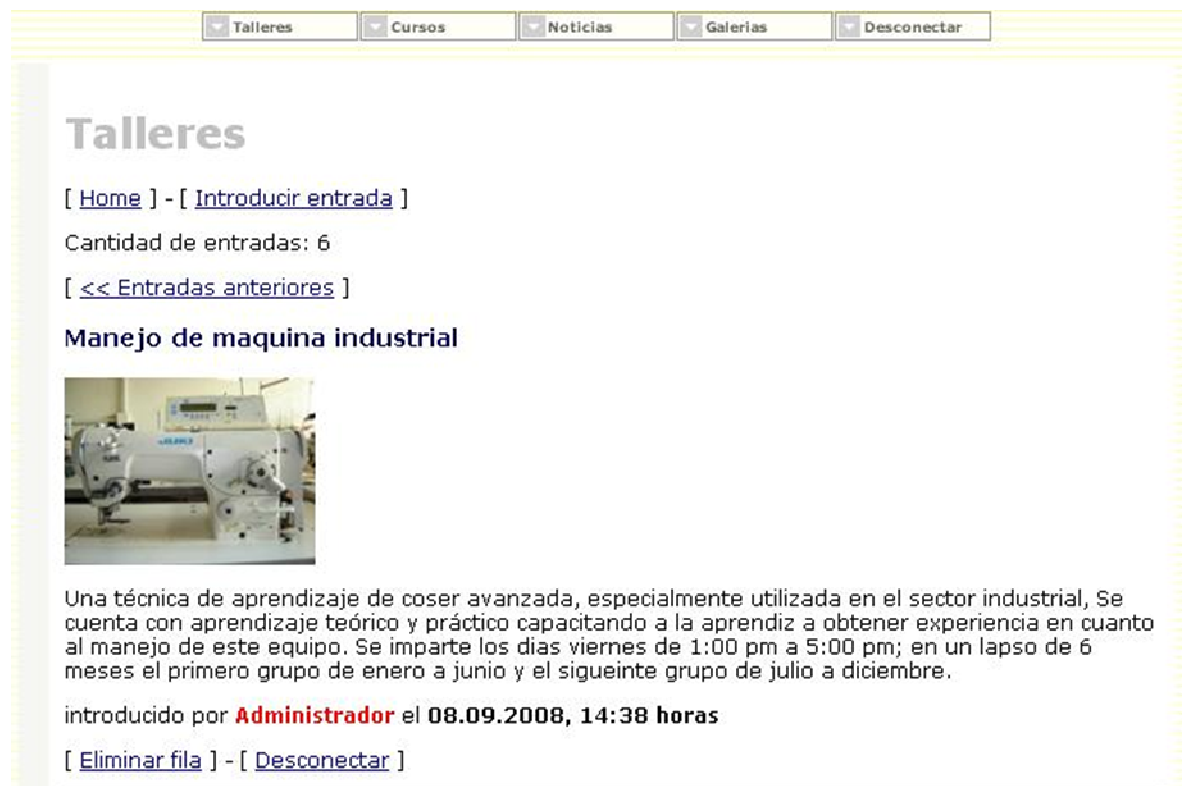 Talleres Cursos Noticias Galerias Desconectar
Talleres
[ Home ] - [ Introducir entrada ]
Cantidad de entradas: 6
[ << Entradas anteriores ]
Manejo de maquina industrial
JUKI
Una técnica de aprendizaje de coser avanzada, especialmente utilizada en el sector industrial, Se
cuenta con aprendizaje teórico y práctico capacitando a la aprendiz a obtener experiencia en cuanto
al manejo de este equipo. Se imparte los dias viernes de 1:00 pm a 5:00 pm; en un lapso de 6
meses el primero grupo de enero a junio y el sigueinte grupo de julio a diciembre.
introducido por Administrador el 08.09.2008, 14:38 horas
[ Eliminar fila ] - [ Desconectar ]